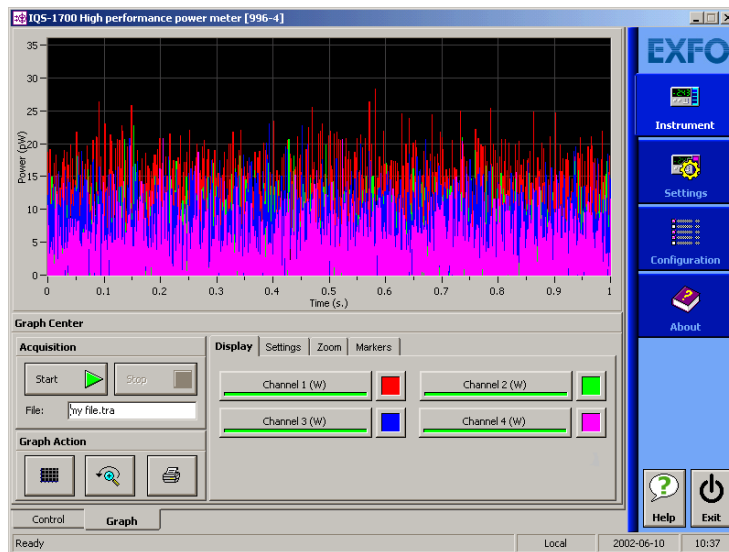 IQS-1700 High performance power meter [996-4]
EXFO
35
30
25
20
15
10
5
0
Power (pW)
0 0.1 0.2 0.3 0.4 0.5 0.6 0.7 0.8 0.9 1
Time (s.)
Instrument
Settings
Configuration
About
Graph Center
Acquisition
Start Stop
File: my file.tra
Graph Action
Display Settings Zoom Markers
Channel 1 (W) Channel 2 (W)
Channel 3 (W) Channel 4 (W)
Help Exit
Control Graph
Ready Local 2002-06-10 10:37